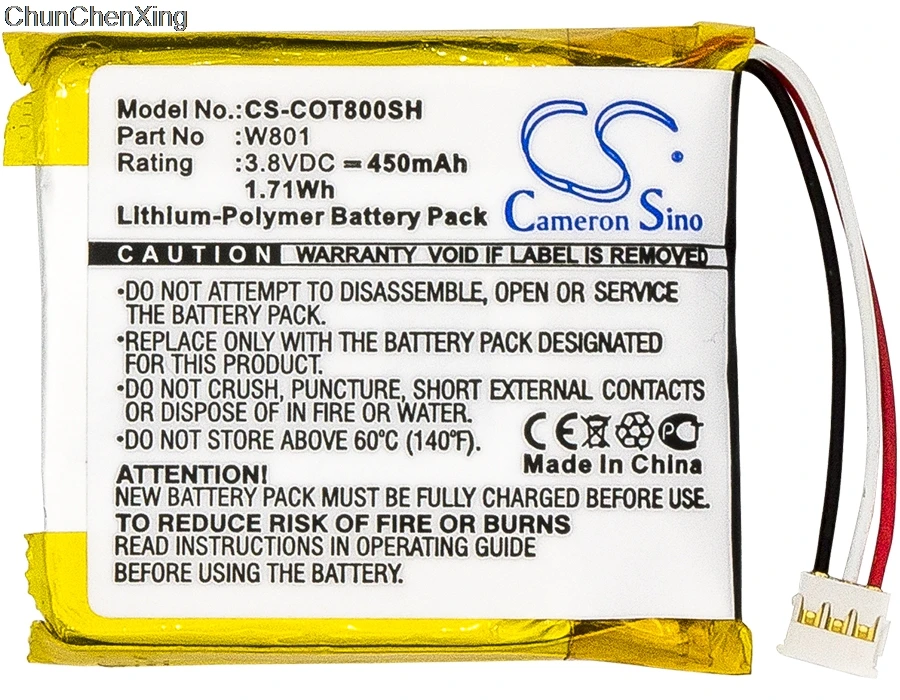 ChunChenXing
Model No.:CS-COT800SH
Part No :W801
Rating :3.8VDC = 450mAh
1.71Wh
Lithium-Polymer Battery Pack
CS
Cameron Sino
CAUTION WARRANTY VOID IF LABEL IS REMOVED
•DO NOT ATTEMPT TO DISASSEMBLE, OPEN OR SERVICE
THE BATTERY PACK.
•REPLACE ONLY WITH THE BATTERY PACK DESIGNATED
FOR THIS PRODUCT.
•DO NOT CRUSH, PUNCTURE, SHORT EXTERNAL CONTACTS
OR DISPOSE OF IN FIRE OR WATER.
•DO NOT STORE ABOVE 60°C (140°F).
CE PCT
Made In China
ATTENTION!
NEW BATTERY PACK MUST BE FULLY CHARGED BEFORE USE.
TO REDUCE RISK OF FIRE OR BURNS
READ INSTRUCTIONS IN OPERATING GUIDE
BEFORE USING THE BATTERY PACK.